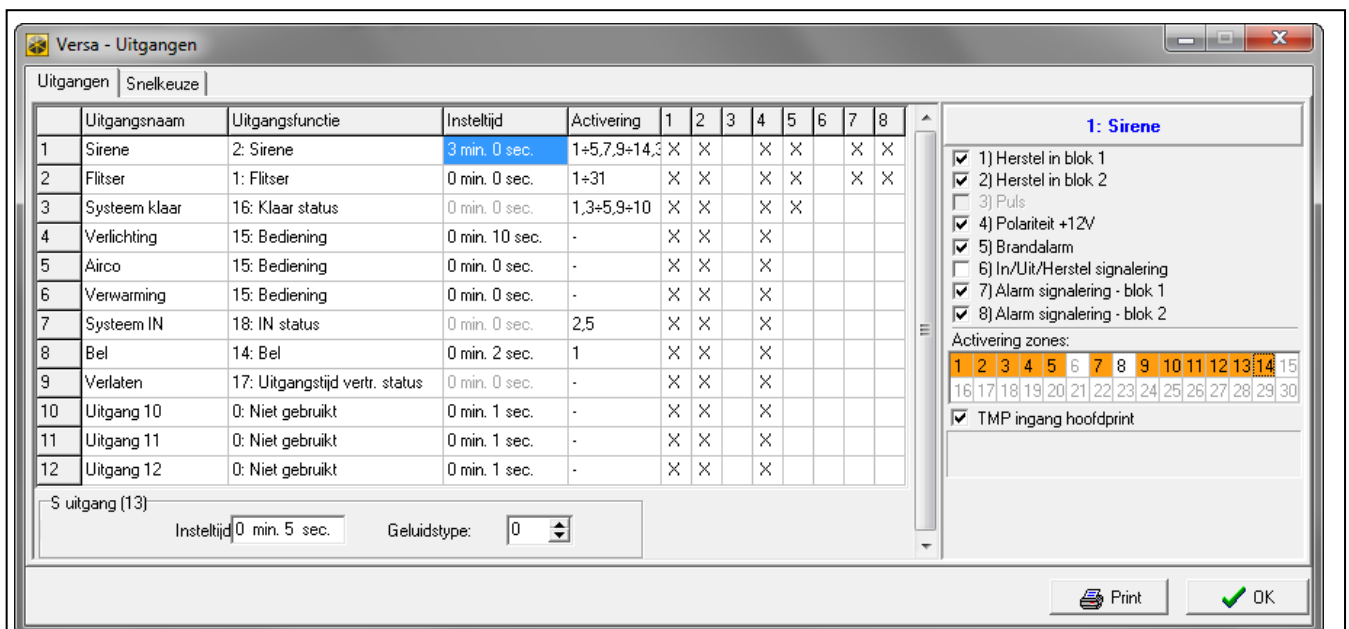 Versa - Uitgangen
Uitgangen Snelkeuze
Uitgangsnaam Uitgangsfunctie Insteltijd Activering 1 2 3 4 5 6 7 8
1 Sirene 2: Sirene 3 min. 0 sec. 1÷5,7,9÷14,3 X X X X X X
2 Flitser 1: Flitser 0 min. 0 sec. 1÷31 X X X X X X
3 Systeem klaar 16: Klaar status 0 min. 0 sec. 1,3÷5,9÷10 X X X X
4 Verlichting 15: Bediening 0 min. 10 sec. - X X X
5 Airco 15: Bediening 0 min. 0 sec. - X X X
6 Verwarming 15: Bediening 0 min. 0 sec. - X X X
7 Systeem IN 18: IN status 0 min. 0 sec. 2,5 X X X
8 Bel 14: Bel 0 min. 2 sec. 1 X X X
9 Verlaten 17: Uitgangstijd vertr. status 0 min. 0 sec. - X X X
10 Uitgang 10 0: Niet gebruikt 0 min. 1 sec. - X X X
11 Uitgang 11 0: Niet gebruikt 0 min. 1 sec. - X X X
12 Uitgang 12 0: Niet gebruikt 0 min. 1 sec. - X X X
S uitgang (13)
Insteltijd 0 min. 5 sec. Geluidstype: 0
1: Sirene
1) Herstel in blok 1
2) Herstel in blok 2
3) Puls
4) Polariteit +12V
5) Brandalarm
6) In/Uit/Herstel signalering
7) Alarm signalering - blok 1
8) Alarm signalering - blok 2
Activering zones:
1 2 3 4 5 6 7 8 9 10 11 12 13 14 15
16 17 18 19 20 21 22 23 24 25 26 27 28 29 30
TMP ingang hoofdprint
Print OK